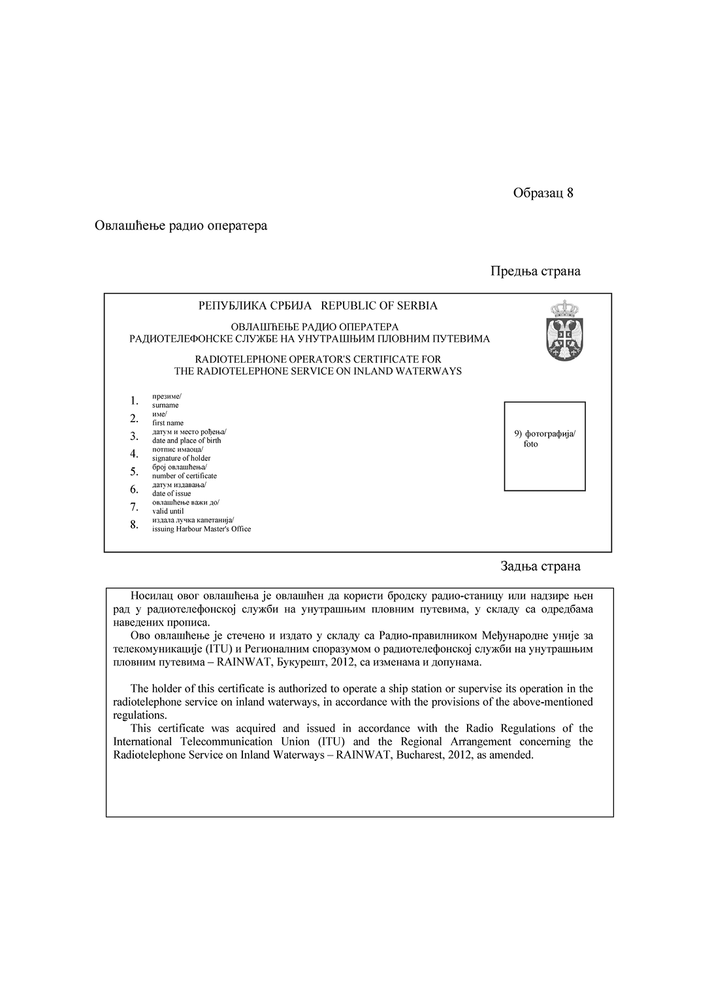 Образац 8
Овлашћење радио оператера
Предња страна
РЕПУБЛИКА СРБИЈА REPUBLIC OF SERBIA
ОВЛАШЋЕЊЕ РАДИО ОПЕРАТЕРА
РАДИОТЕЛЕФОНСКЕ СЛУЖБЕ НА УНУТРАШЊИМ ПЛОВНИМ ПУТЕВИМА
RADIOTELEPHONE OPERATOR'S CERTIFICATE FOR
THE RADIOTELEPHONE SERVICE ON INLAND WATERWAYS
1. презиме/
surname
2. име/
first name
3. датум и место рођења/
date and place of birth
4. потпис имаоца/
signature of holder
5. број овлашћења/
number of certificate
6. датум издавања/
date of issue
7. овлашћење важи до/
valid until
8. издала лучка капетанија/
issuing Harbour Master's Office
9) фотографија/
foto
Задња страна
Носилац овог овлашћења је овлашћен да користи бродску радио-станицу или надзире њен
рад у радиотелефонској служби на унутрашњим пловним путевима, у складу са одредбама
наведених прописа.
Ово овлашћење је стечено и издато у складу са Радио-правилником Међународне уније за
телекомуникације (ITU) и Регионалним споразумом о радиотелефонској служби на унутрашњим
пловним путевима – RAINWAT, Букурешт, 2012, са изменама и допунама.
The holder of this certificate is authorized to operate a ship station or supervise its operation in the
radiotelephone service on inland waterways, in accordance with the provisions of the above-mentioned
regulations.
This certificate was acquired and issued in accordance with the Radio Regulations of the
International Telecommunication Union (ITU) and the Regional Arrangement concerning the
Radiotelephone Service on Inland Waterways – RAINWAT, Bucharest, 2012, as amended.